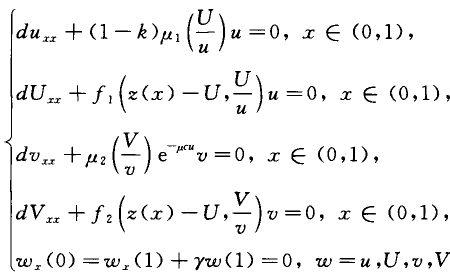 du_{xx} + (1-k)μ_1(U/u)u = 0, x ∈ (0,1),
dU_{xx} + f_1(z(x)-U, U/u)u = 0, x ∈ (0,1),
dv_{xx} + μ_2(V/v)e^{-μcu}v = 0, x ∈ (0,1),
dV_{xx} + f_2(z(x)-U, V/v)v = 0, x ∈ (0,1),
w_x(0) = w_x(1) + γw(1) = 0, w = u,U,v,V